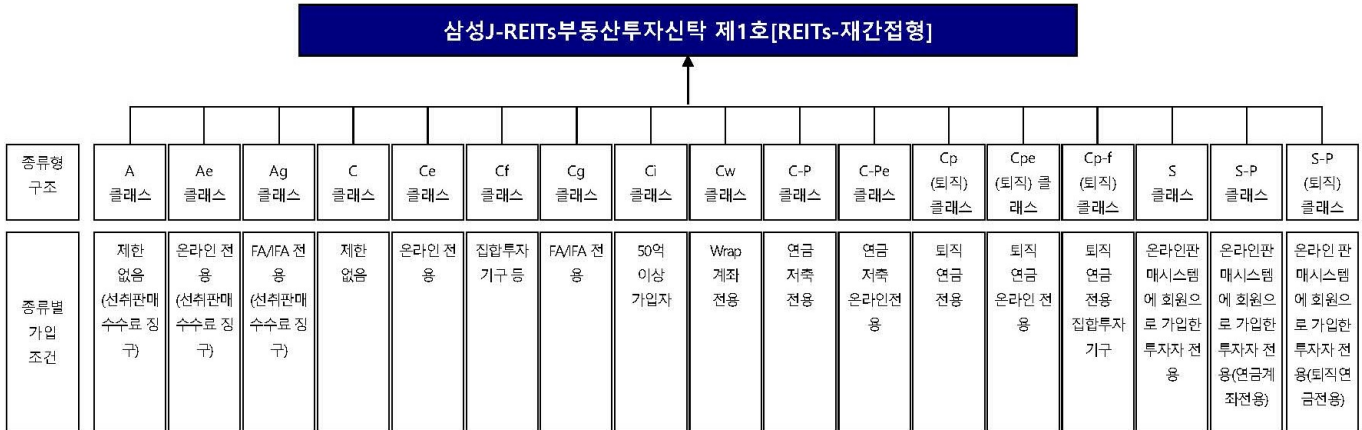 삼성J-REITs부동산투자신탁 제1호[REITs-재간접형]
종류형
구조
A
클래스
Ae
클래스
Ag
클래스
C
클래스
Ce
클래스
Cf
클래스
Cg
클래스
Ci
클래스
Cw
클래스
C-P
클래스
C-Pe
클래스
Cp
(퇴직)
클래스
Cpe
(퇴직) 클
래스
Cp-f
(퇴직)
클래스
S
클래스
S-P
클래스
S-P
(퇴직)
클래스
종류별
가입
조건
제한
없음
(선취판매
수수료 징
구)
온라인 전
용
(선취판매
수수료 징
구)
FA/IFA 전
용
(선취판매
수수료 징
구)
제한
없음
온라인 전
용
집합투자
기구 등
FA/IFA 전
용
50억
이상
가입자
Wrap
계좌
전용
연금
저축
전용
연금
저축
온라인전
용
퇴직
연금
전용
퇴직
연금
온라인 전
용
퇴직
연금
전용
집합투자
기구
온라인판
매시스템
에 회원으
로 가입한
투자자 전
용
온라인판
매시스템
에 회원으
로 가입한
투자자 전
용(연금계
좌전용)
온라인 판
매시스템
에 회원으
로 가입한
투자자 전
용(퇴직연
금전용)